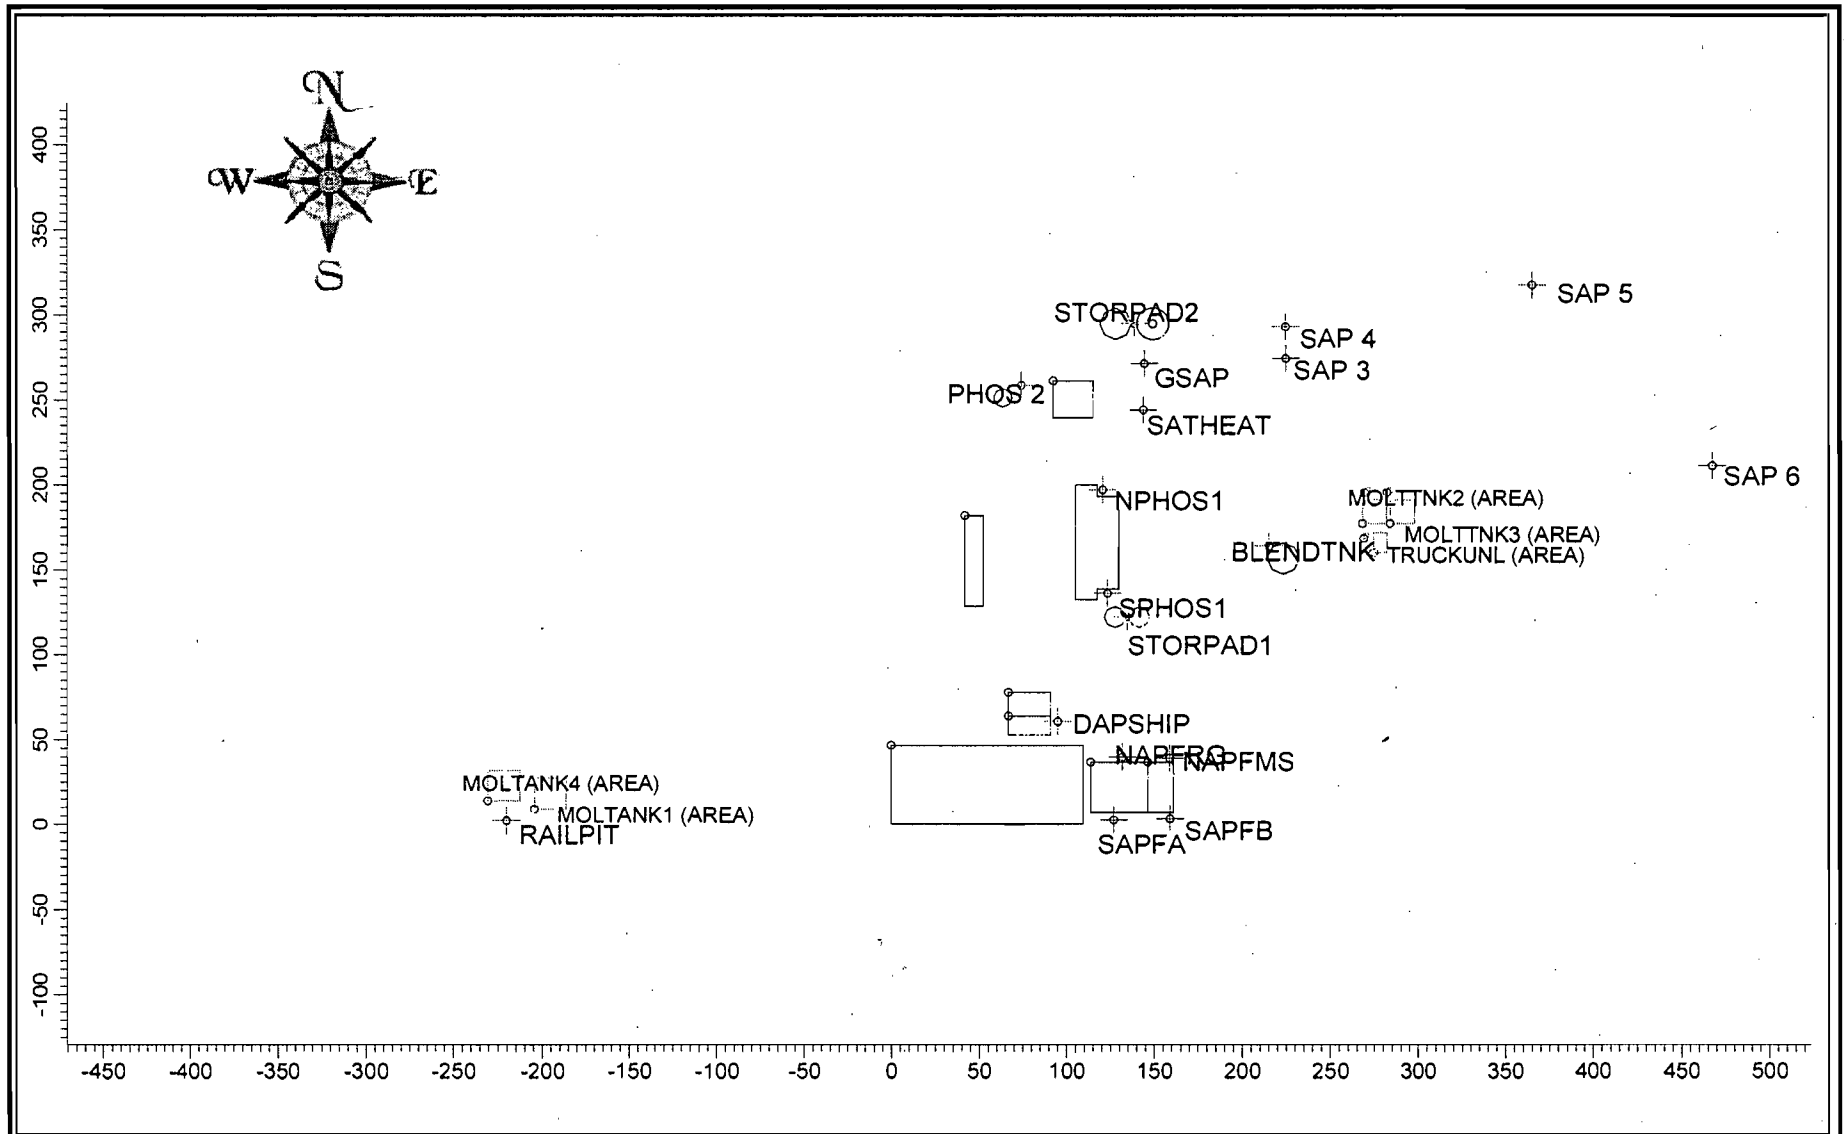 N
W E
S
400
350
300
250
200
150
100
50
0
-50
-100
SAP 5
STORPAD2
SAP 4
SAP 3
GSAP
PHOS 2
SATHEAT
SAP 6
NPHOS1
MOLTTNK2 (AREA)
MOLTTNK3 (AREA)
BLENDTNK
TRUCKUNL (AREA)
SPHOS1
STORPAD1
DAPSHIP
NAPFRG
NAPFMS
MOLTANK4 (AREA)
MOLTANK1 (AREA)
RAILPIT
SAPFB
SAPFA
-450 -400 -350 -300 -250 -200 -150 -100 -50 0 50 100 150 200 250 300 350 400 450 500